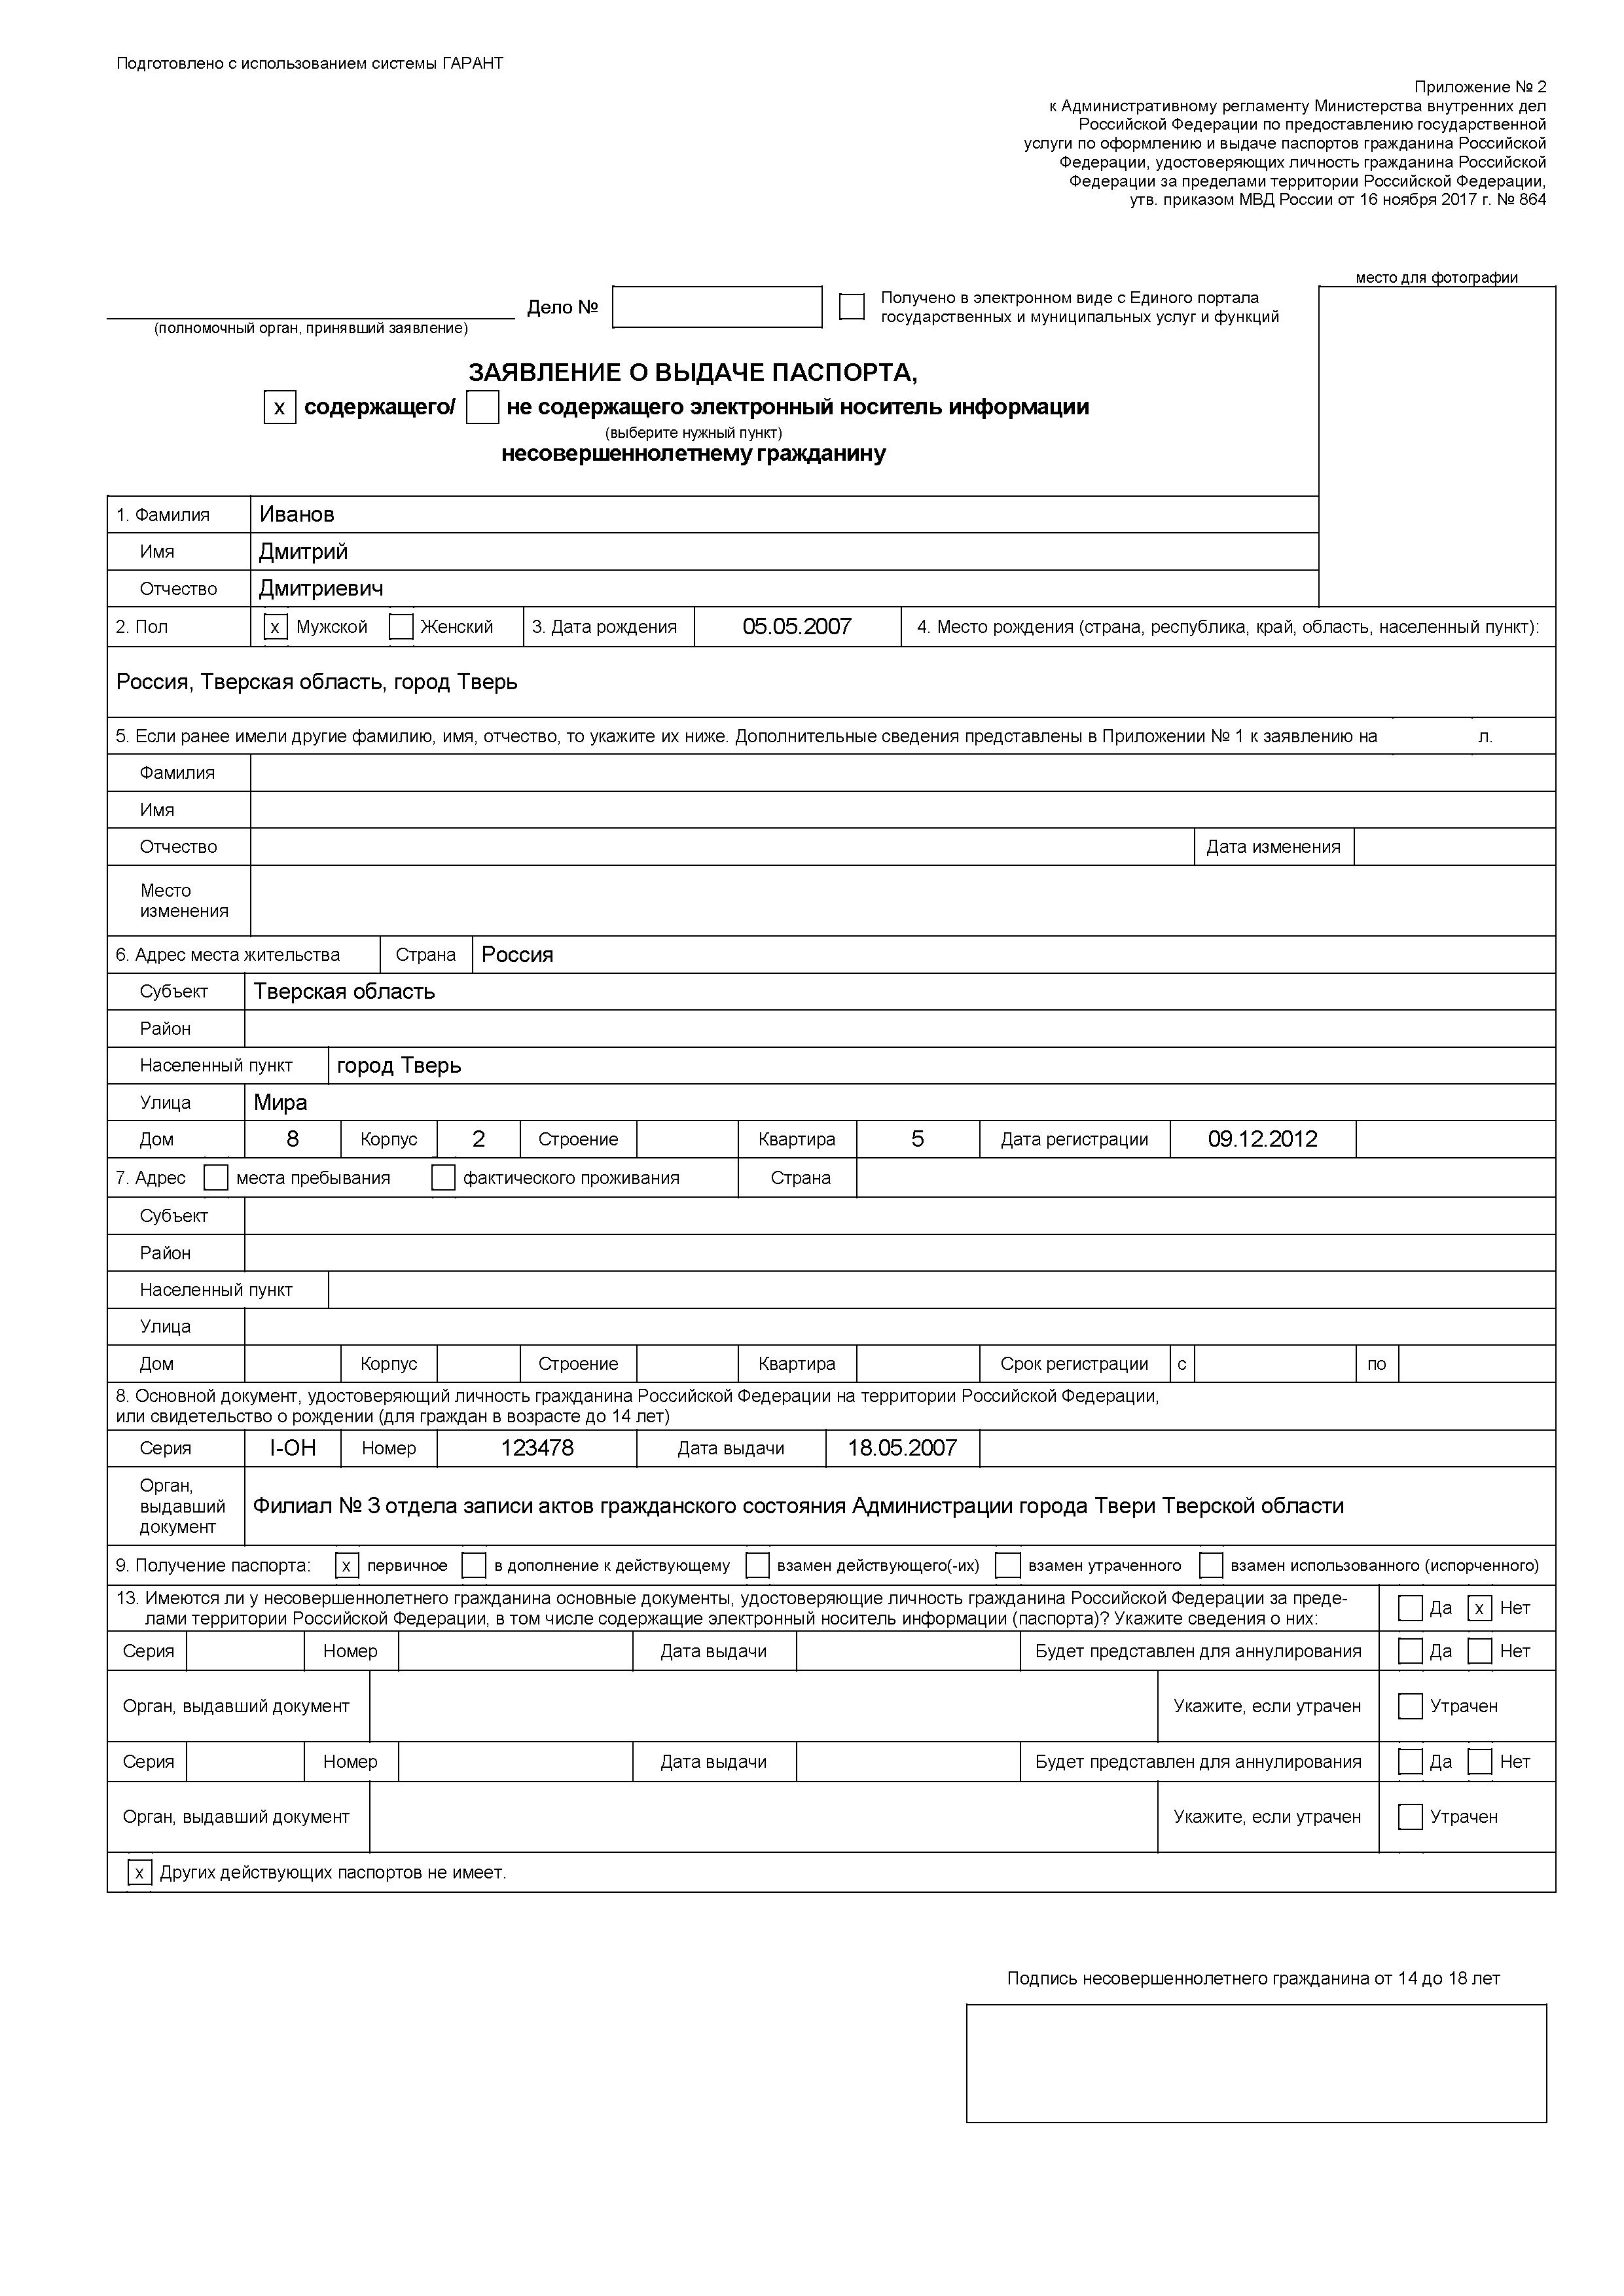 Подготовлено с использованием системы ГАРАНТ
Приложение № 2
к Административному регламенту Министерства внутренних дел
Российской Федерации по предоставлению государственной
услуги по оформлению и выдаче паспортов гражданина Российской
Федерации, удостоверяющих личность гражданина Российской
Федерации за пределами территории Российской Федерации,
утв. приказом МВД России от 16 ноября 2017 г. № 864
место для фотографии
Дело №
Получено в электронном виде с Единого портала
государственных и муниципальных услуг и функций
(полномочный орган, принявший заявление)
ЗАЯВЛЕНИЕ О ВЫДАЧЕ ПАСПОРТА,
x содержащего/ не содержащего электронный носитель информации
(выберите нужный пункт)
несовершеннолетнему гражданину
1. Фамилия Иванов
Имя Дмитрий
Отчество Дмитриевич
2. Пол x Мужской Женский 3. Дата рождения 05.05.2007 4. Место рождения (страна, республика, край, область, населенный пункт):
Россия, Тверская область, город Тверь
5. Если ранее имели другие фамилию, имя, отчество, то укажите их ниже. Дополнительные сведения представлены в Приложении № 1 к заявлению на л.
Фамилия
Имя
Отчество Дата изменения
Место
изменения
6. Адрес места жительства Страна Россия
Субъект Тверская область
Район
Населенный пункт город Тверь
Улица Мира
Дом 8 Корпус 2 Строение Квартира 5 Дата регистрации 09.12.2012
7. Адрес места пребывания фактического проживания Страна
Субъект
Район
Населенный пункт
Улица
Дом Корпус Строение Квартира Срок регистрации с по
8. Основной документ, удостоверяющий личность гражданина Российской Федерации на территории Российской Федерации,
или свидетельство о рождении (для граждан в возрасте до 14 лет)
Серия I-ОН Номер 123478 Дата выдачи 18.05.2007
Орган,
выдавший
документ
Филиал № 3 отдела записи актов гражданского состояния Администрации города Твери Тверской области
9. Получение паспорта: x первичное в дополнение к действующему взамен действующего(-их) взамен утраченного взамен использованного (испорченного)
13. Имеются ли у несовершеннолетнего гражданина основные документы, удостоверяющие личность гражданина Российской Федерации за преде-
лами территории Российской Федерации, в том числе содержащие электронный носитель информации (паспорта)? Укажите сведения о них:
Да x Нет
Серия Номер Дата выдачи Будет представлен для аннулирования Да Нет
Орган, выдавший документ Укажите, если утрачен Утрачен
Серия Номер Дата выдачи Будет представлен для аннулирования Да Нет
Орган, выдавший документ Укажите, если утрачен Утрачен
x Других действующих паспортов не имеет.
Подпись несовершеннолетнего гражданина от 14 до 18 лет